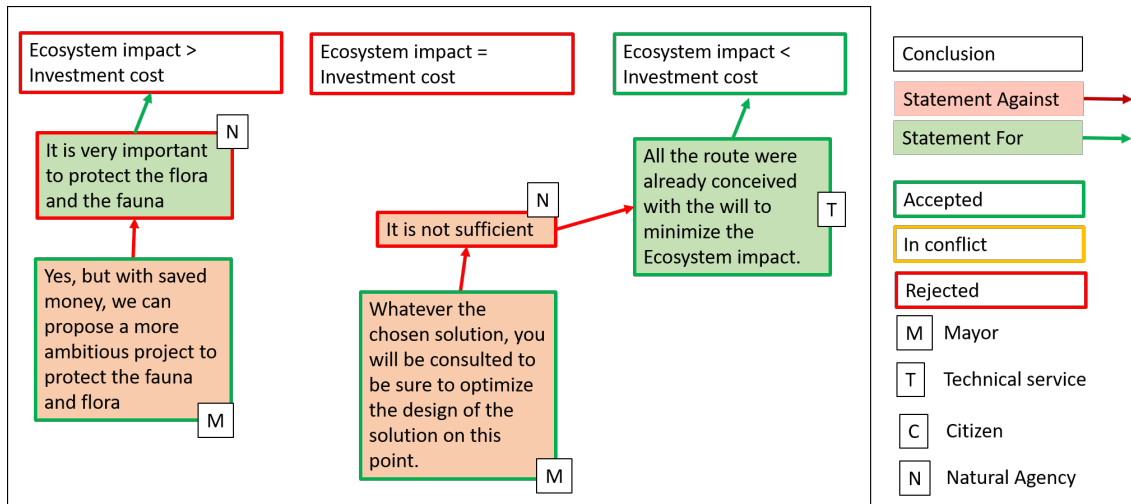 Ecosystem impact >
Investment cost
Ecosystem impact =
Investment cost
Ecosystem impact <
Investment cost
N
It is very important
to protect the flora
and the fauna
Yes, but with saved
money, we can
propose a more
ambitious project to
protect the fauna
and flora
M
N
It is not sufficient
Whatever the
chosen solution, you
will be consulted to
be sure to optimize
the design of the
solution on this
point.
M
All the route were
already conceived
with the will to
minimize the
Ecosystem impact.
T
Conclusion
Statement Against
Statement For
Accepted
In conflict
Rejected
M Mayor
T Technical service
C Citizen
N Natural Agency